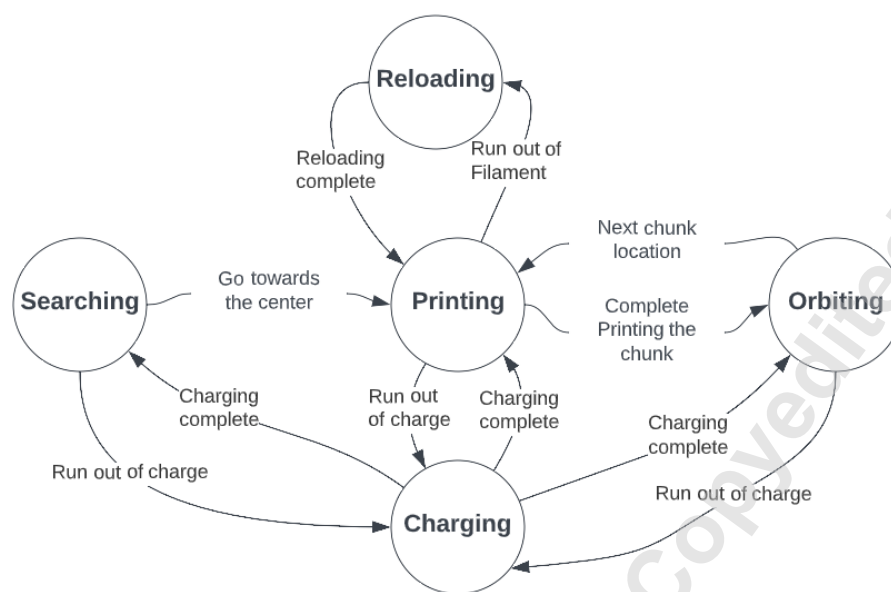 Reloading
Reloading
complete
Run out of
Filament
Next chunk
location
Searching
Go towards
the center
Printing
Complete
Printing the
chunk
Orbiting
Charging
complete
Run out
of charge
Charging
complete
Charging
complete
Run out of charge
Run out of charge
Charging
Copyedited